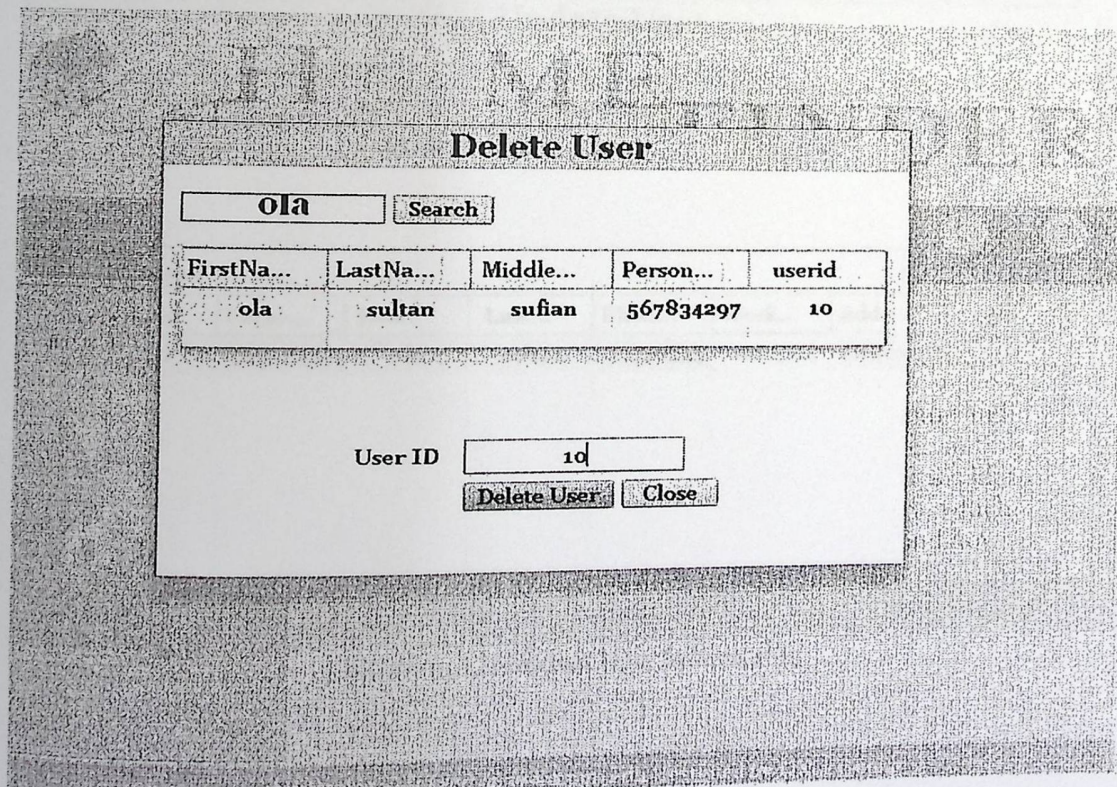 Delete User
ola Search
FirstNa... LastNa... Middle... Person... userid
ola sultan sufian 567834297 10
User ID 10
Delete User Close